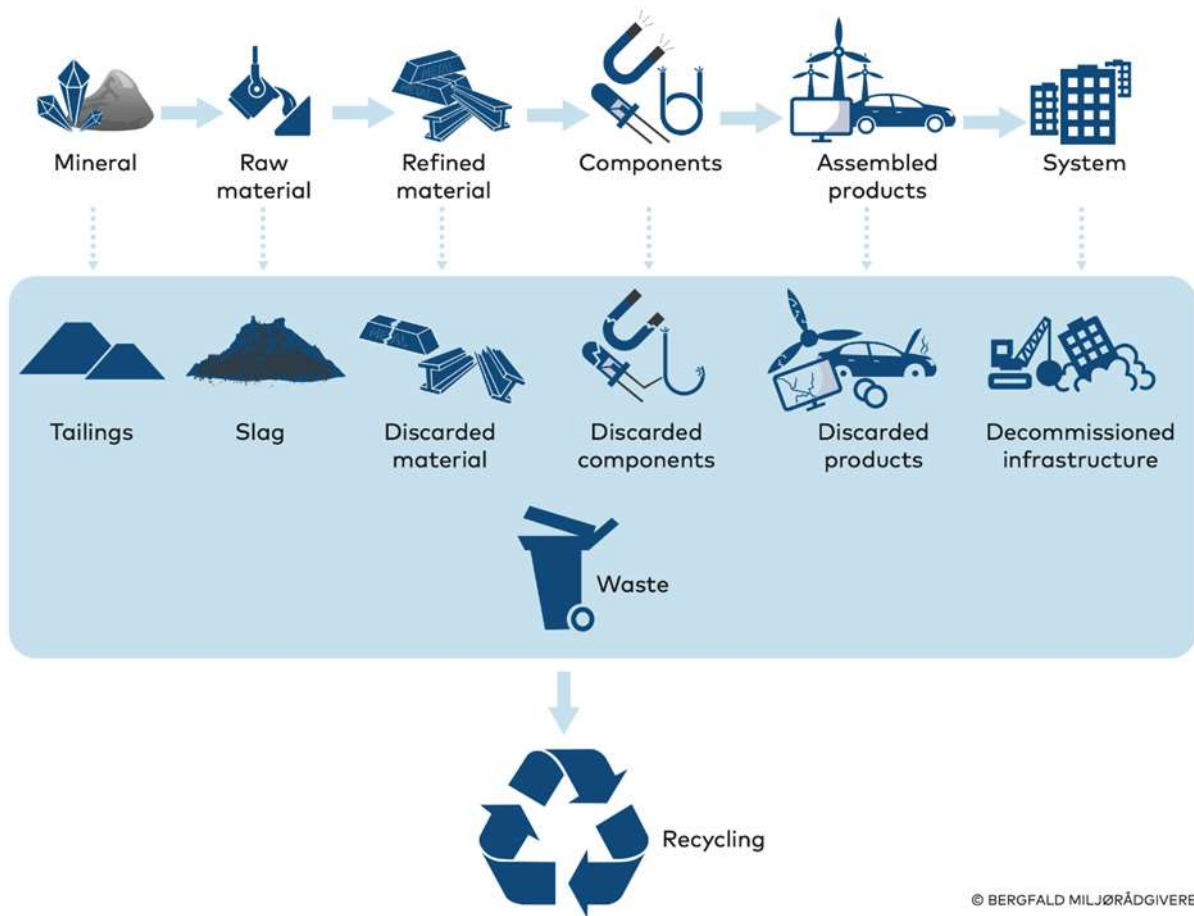 Mineral
Raw
material
Refined
material
Components
Assembled
products
System
Tailings
Slag
Discarded
material
Discarded
components
Discarded
products
Decommissioned
infrastructure
Waste
Recycling
© BERGFALD MILJØRÅDGIVERE